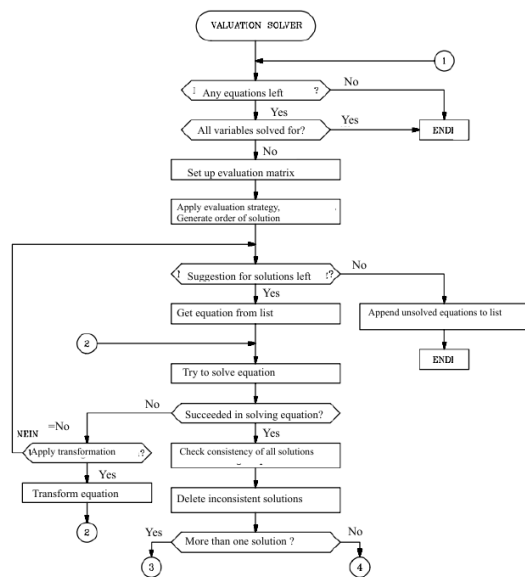 VALUATION SOLVER
1
Any equations left ?
No
Yes
All variables solved for?
Yes
ENDI
No
Set up evaluation matrix
Apply evaluation strategy,
Generate order of solution
Suggestion for solutions left ?
No
Yes
Get equation from list
Append unsolved equations to list
2
ENDI
Try to solve equation
No
Succeeded in solving equation?
NEIN =No
Yes
Apply transformation ?
Check consistency of all solutions
Yes
Transform equation
Delete inconsistent solutions
2
Yes
More than one solution ?
No
3
4